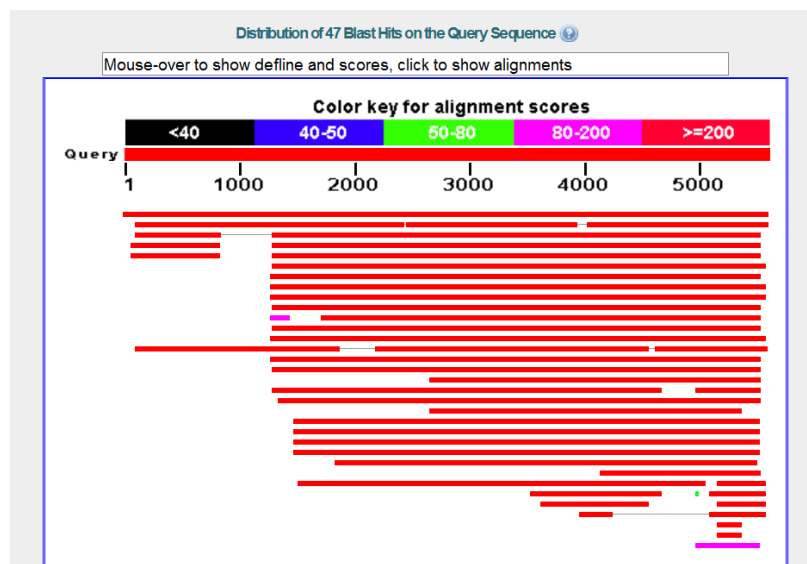 Distribution of 47 Blast Hits on the Query Sequence
Mouse-over to show defline and scores, click to show alignments
Color key for alignment scores
<40 40-50 50-80 80-200 >=200
Query
1 1000 2000 3000 4000 5000